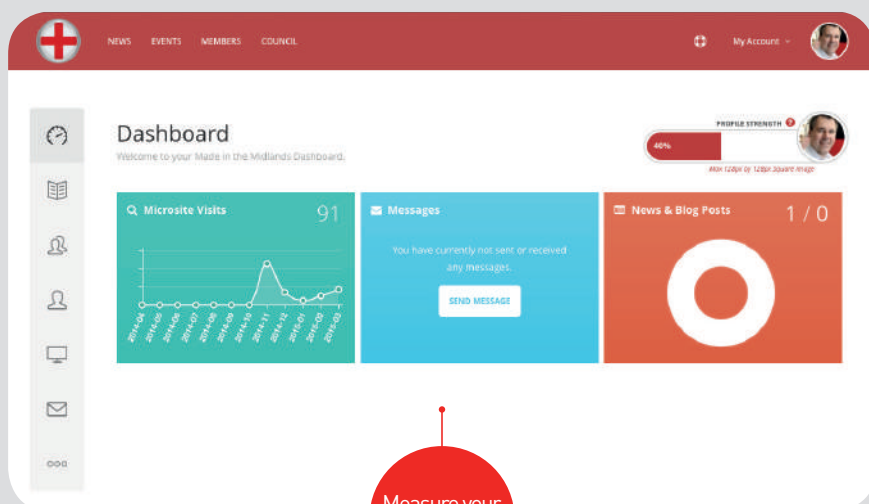 NEWS EVENTS MEMBERS COUNCIL
My Account
Dashboard
Welcome to your Made in the Midlands Dashboard.
PROFILE STRENGTH ?
40%
Max 128px by 128px Square Image
Microsite Visits 91
2014-04 2014-05 2014-06 2014-07 2014-08 2014-09 2014-10 2014-11 2014-12 2015-01 2015-02 2015-03
Messages
You have currently not sent or received
any messages.
SEND MESSAGE
News & Blog Posts 1 / 0
Measure your